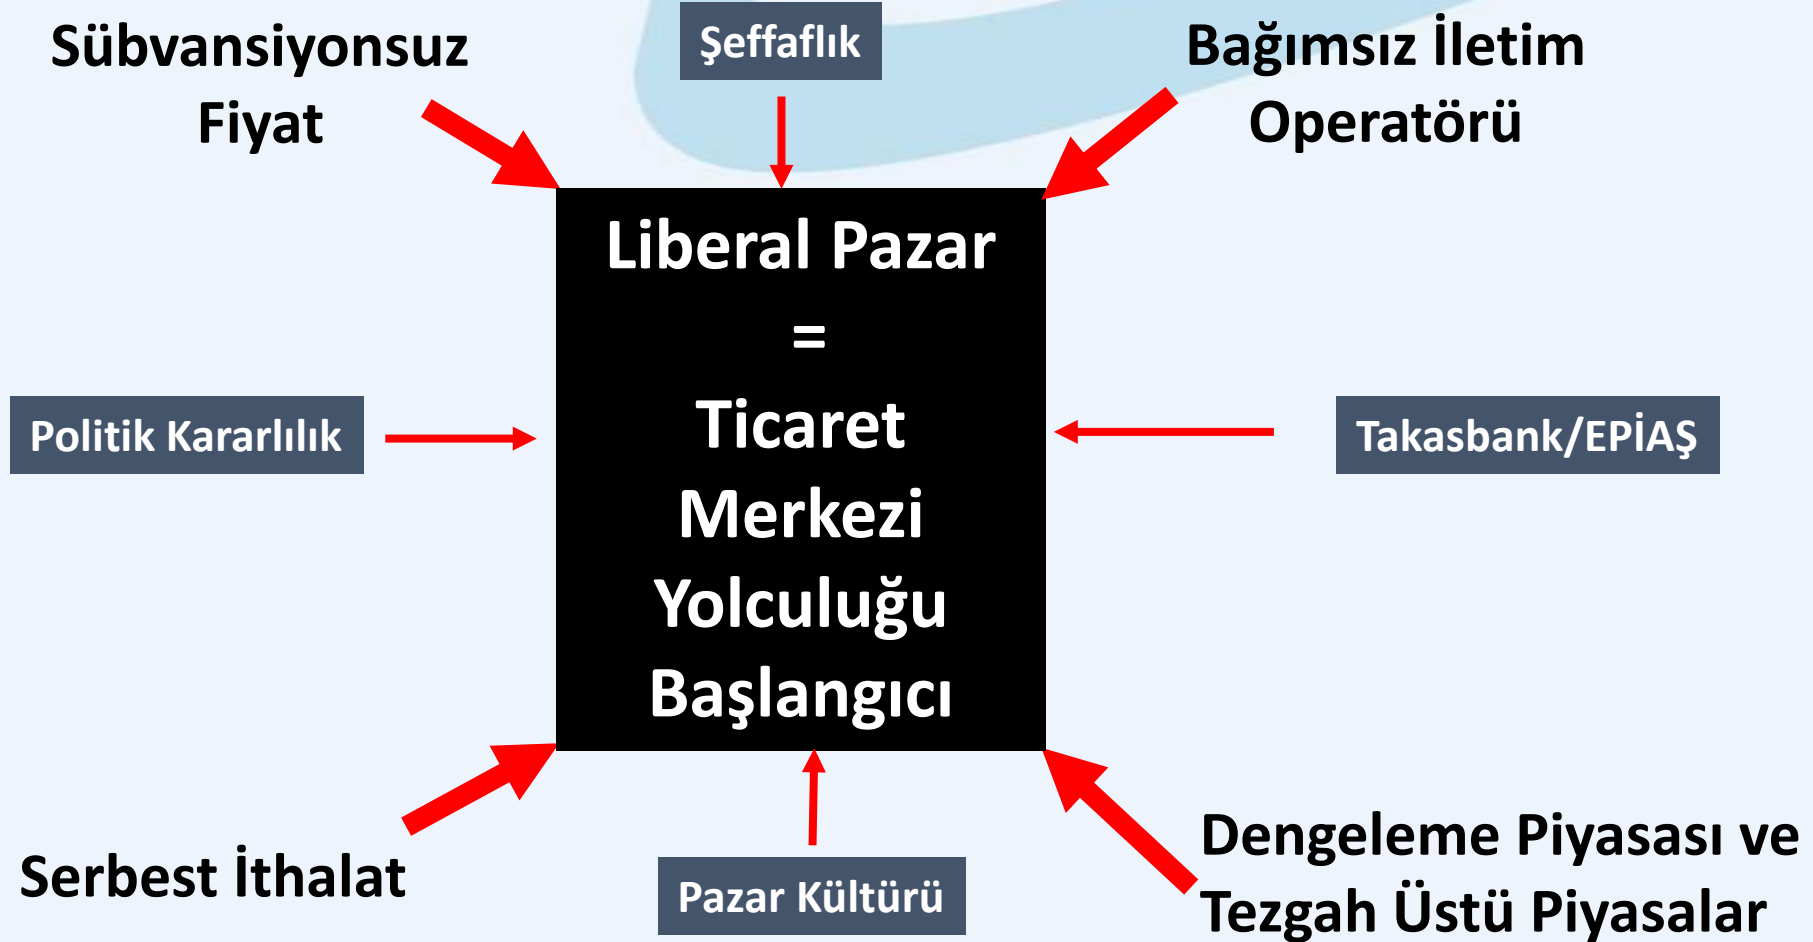 Sübvansiyonsuz
Fiyat
Şeffaflık
Bağımsız İletim
Operatörü
Liberal Pazar
=
Ticaret
Merkezi
Yolculuğu
Başlangıcı
Politik Kararlılık
Takasbank/EPİAŞ
Serbest İthalat
Pazar Kültürü
Dengeleme Piyasası ve
Tezgah Üstü Piyasalar